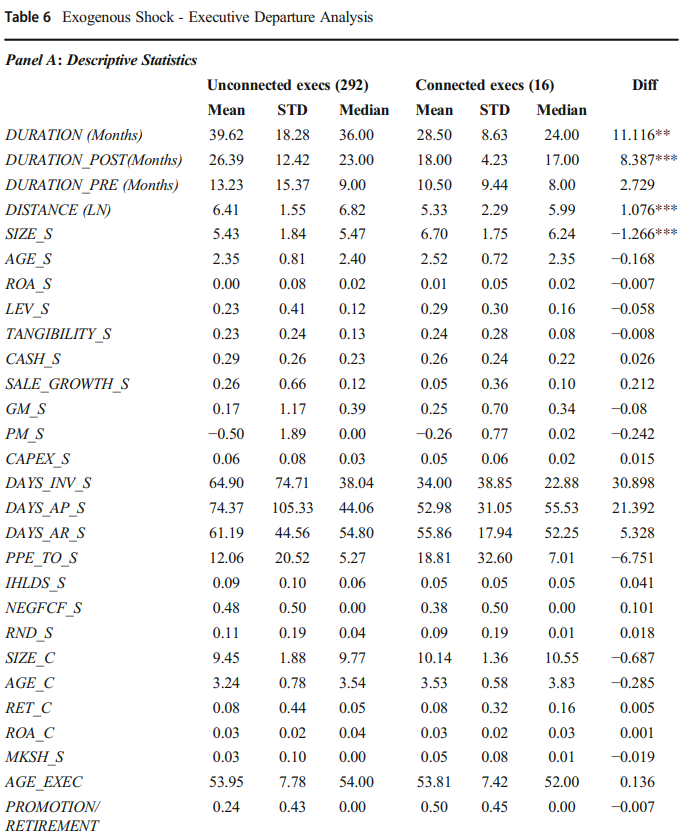 Table 6 Exogenous Shock - Executive Departure Analysis
Panel A: Descriptive Statistics
Unconnected execs (292) Connected execs (16) Diff
Mean STD Median Mean STD Median
DURATION (Months) 39.62 18.28 36.00 28.50 8.63 24.00 11.116**
DURATION_POST(Months) 26.39 12.42 23.00 18.00 4.23 17.00 8.387***
DURATION_PRE (Months) 13.23 15.37 9.00 10.50 9.44 8.00 2.729
DISTANCE (LN) 6.41 1.55 6.82 5.33 2.29 5.99 1.076***
SIZE_S 5.43 1.84 5.47 6.70 1.75 6.24 −1.266***
AGE_S 2.35 0.81 2.40 2.52 0.72 2.35 −0.168
ROA_S 0.00 0.08 0.02 0.01 0.05 0.02 −0.007
LEV_S 0.23 0.41 0.12 0.29 0.30 0.16 −0.058
TANGIBILITY_S 0.23 0.24 0.13 0.24 0.28 0.08 −0.008
CASH_S 0.29 0.26 0.23 0.26 0.24 0.22 0.026
SALE_GROWTH_S 0.26 0.66 0.12 0.05 0.36 0.10 0.212
GM_S 0.17 1.17 0.39 0.25 0.70 0.34 −0.08
PM_S −0.50 1.89 0.00 −0.26 0.77 0.02 −0.242
CAPEX_S 0.06 0.08 0.03 0.05 0.06 0.02 0.015
DAYS_INV_S 64.90 74.71 38.04 34.00 38.85 22.88 30.898
DAYS_AP_S 74.37 105.33 44.06 52.98 31.05 55.53 21.392
DAYS_AR_S 61.19 44.56 54.80 55.86 17.94 52.25 5.328
PPE_TO_S 12.06 20.52 5.27 18.81 32.60 7.01 −6.751
IHLDS_S 0.09 0.10 0.06 0.05 0.05 0.05 0.041
NEGFCF_S 0.48 0.50 0.00 0.38 0.50 0.00 0.101
RND_S 0.11 0.19 0.04 0.09 0.19 0.01 0.018
SIZE_C 9.45 1.88 9.77 10.14 1.36 10.55 −0.687
AGE_C 3.24 0.78 3.54 3.53 0.58 3.83 −0.285
RET_C 0.08 0.44 0.05 0.08 0.32 0.16 0.005
ROA_C 0.03 0.02 0.04 0.03 0.02 0.03 0.001
MKSH_S 0.03 0.10 0.00 0.05 0.08 0.01 −0.019
AGE_EXEC 53.95 7.78 54.00 53.81 7.42 52.00 0.136
PROMOTION/ 0.24 0.43 0.00 0.50 0.45 0.00 −0.007
RETIREMENT